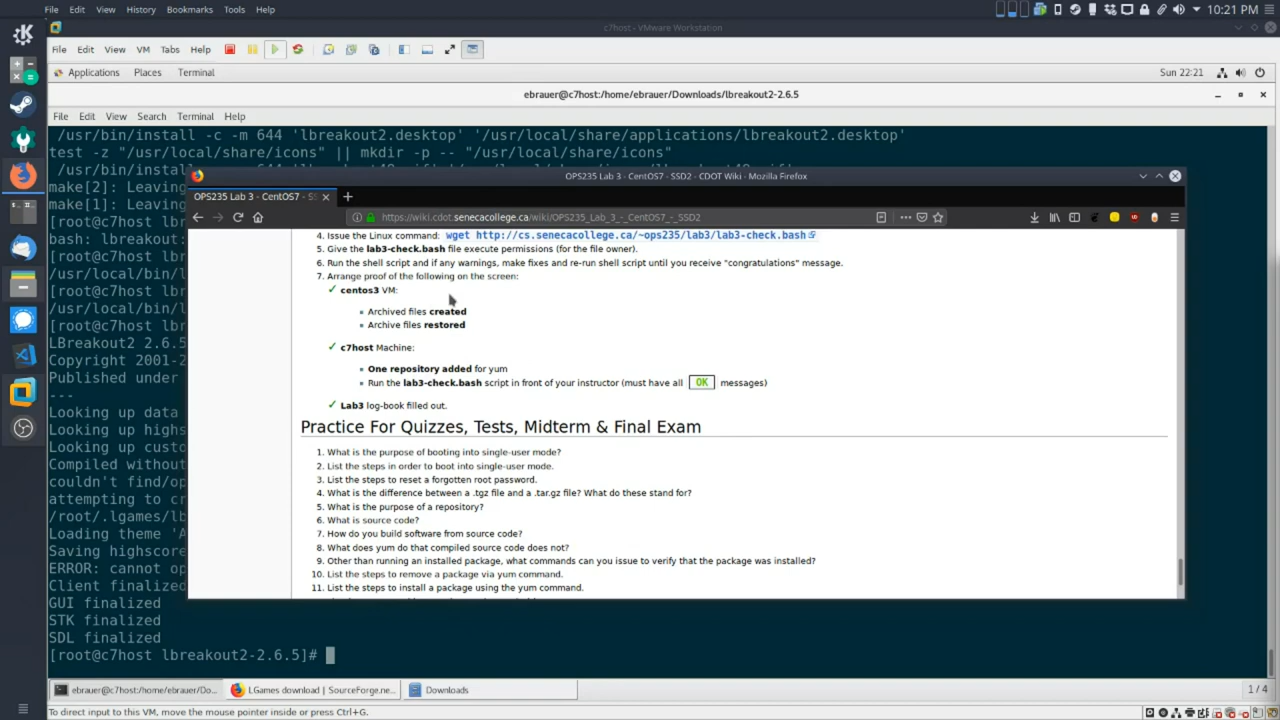 File Edit View History Bookmarks Tools Help
10:21 PM
c7host - VMware Workstation
File Edit View VM Tabs Help
Applications Places Terminal
Sun 22:21
ebrauer@c7host:/home/ebrauer/Downloads/lbreakout2-2.6.5
File Edit View Search Terminal Help
/usr/bin/install -c -m 644 'lbreakout2.desktop' '/usr/local/share/applications/lbreakout2.desktop'
test -z "/usr/local/share/icons" || mkdir -p -- "/usr/local/share/icons"
make[2]: Leaving
make[1]: Leaving
[root@c7host lb
bash: lbreakout:
[root@c7host lb
/usr/local/bin/l
/usr/local/bin/l
[root@c7host lb
LBreakout2 2.6.5
Copyright 2001-2
Published under
---
Looking up data
Looking up highs
Looking up custo
Compiled without
couldn't find/op
attempting to cr
/root/.lgames/lb
Loading theme 'A
Saving highscore
ERROR: cannot op
Client finalized
GUI finalized
STK finalized
SDL finalized
[root@c7host lbreakout2-2.6.5]#
OPS235 Lab 3 - CentOS7 - SSD2 - CDOT Wiki - Mozilla Firefox
OPS235 Lab 3 - CentOS7 - SS
https://wiki.cdot.senecacollege.ca/wiki/OPS235_Lab_3_-_CentOS7_-_SSD2
4. Issue the Linux command: wget http://cs.senecacollege.ca/~ops235/lab3/lab3-check.bash
5. Give the lab3-check.bash file execute permissions (for the file owner).
6. Run the shell script and if any warnings, make fixes and re-run shell script until you receive "congratulations" message.
7. Arrange proof of the following on the screen:
✓ centos3 VM:
▪ Archived files created
▪ Archive files restored
✓ c7host Machine:
▪ One repository added for yum
▪ Run the lab3-check.bash script in front of your instructor (must have all OK messages)
✓ Lab3 log-book filled out.
Practice For Quizzes, Tests, Midterm & Final Exam
1. What is the purpose of booting into single-user mode?
2. List the steps in order to boot into single-user mode.
3. List the steps to reset a forgotten root password.
4. What is the difference between a .tgz file and a .tar.gz file? What do these stand for?
5. What is the purpose of a repository?
6. What is source code?
7. How do you build software from source code?
8. What does yum do that compiled source code does not?
9. Other than running an installed package, what commands can you issue to verify that the package was installed?
10. List the steps to remove a package via yum command.
11. List the steps to install a package using the yum command.
ebrauer@c7host:/home/ebrauer/Do...
LGames download | SourceForge.ne...
Downloads
1 / 4
To direct input to this VM, move the mouse pointer inside or press Ctrl+G.